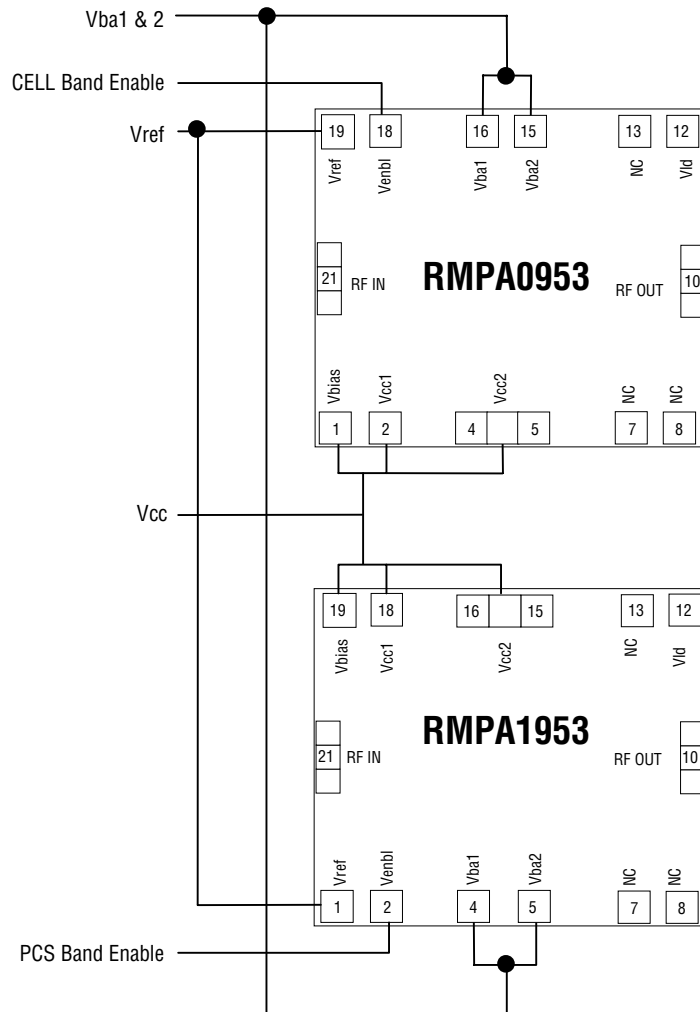 Vba1 & 2
CELL Band Enable
Vref
19
18
16
15
13
12
Vref
Venbl
Vba1
Vba2
NC
Vld
21
RF IN
RMPA0953
RF OUT
10
Vbias
Vcc1
Vcc2
NC
NC
1
2
4
5
7
8
Vcc
19
18
16
15
13
12
Vbias
Vcc1
Vcc2
NC
Vld
21
RF IN
RMPA1953
RF OUT
10
Vref
Venbl
Vba1
Vba2
NC
NC
1
2
4
5
7
8
PCS Band Enable